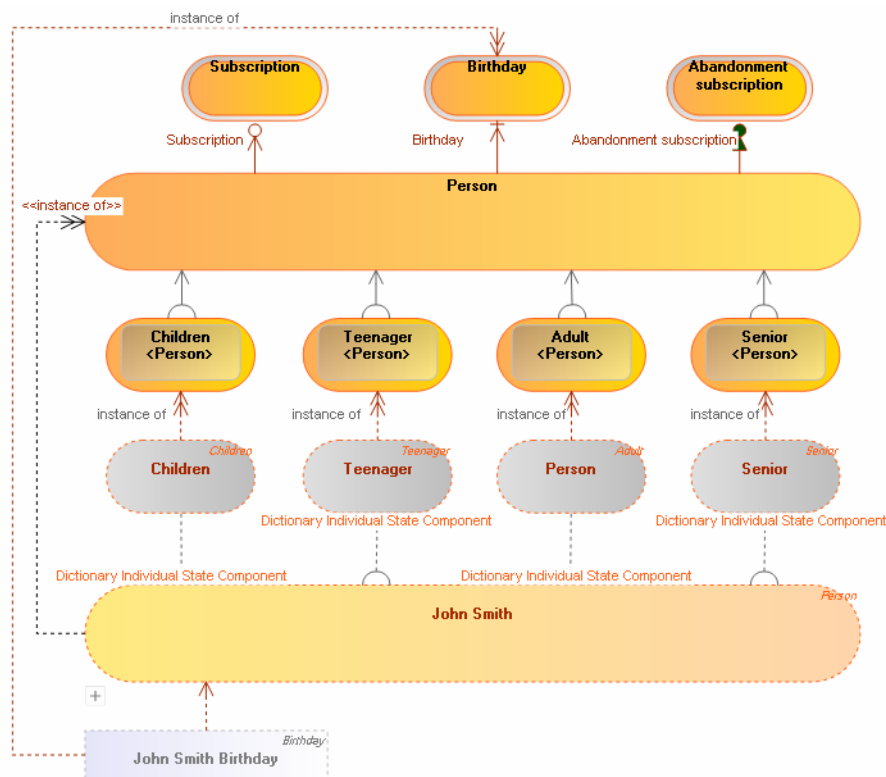 instance of
Subscription
Birthday
Abandonment
subscription
Subscription
Birthday
Abandonment subscription
Person
<<instance of>>
Children
<Person>
Teenager
<Person>
Adult
<Person>
Senior
<Person>
instance of
instance of
instance of
instance of
Children
Children
Teenager
Teenager
Adult
Person
Senior
Senior
Dictionary Individual State Component
Dictionary Individual State Component
Dictionary Individual State Component
Dictionary Individual State Component
Person
John Smith
Birthday
John Smith Birthday